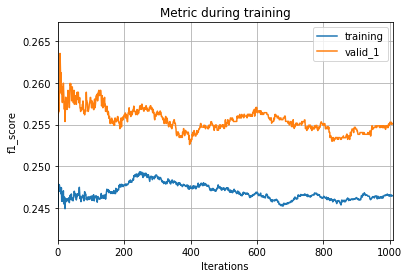 Metric during training
training
valid_1
f1_score
0.265
0.260
0.255
0.250
0.245
0
200
400
600
800
1000
Iterations